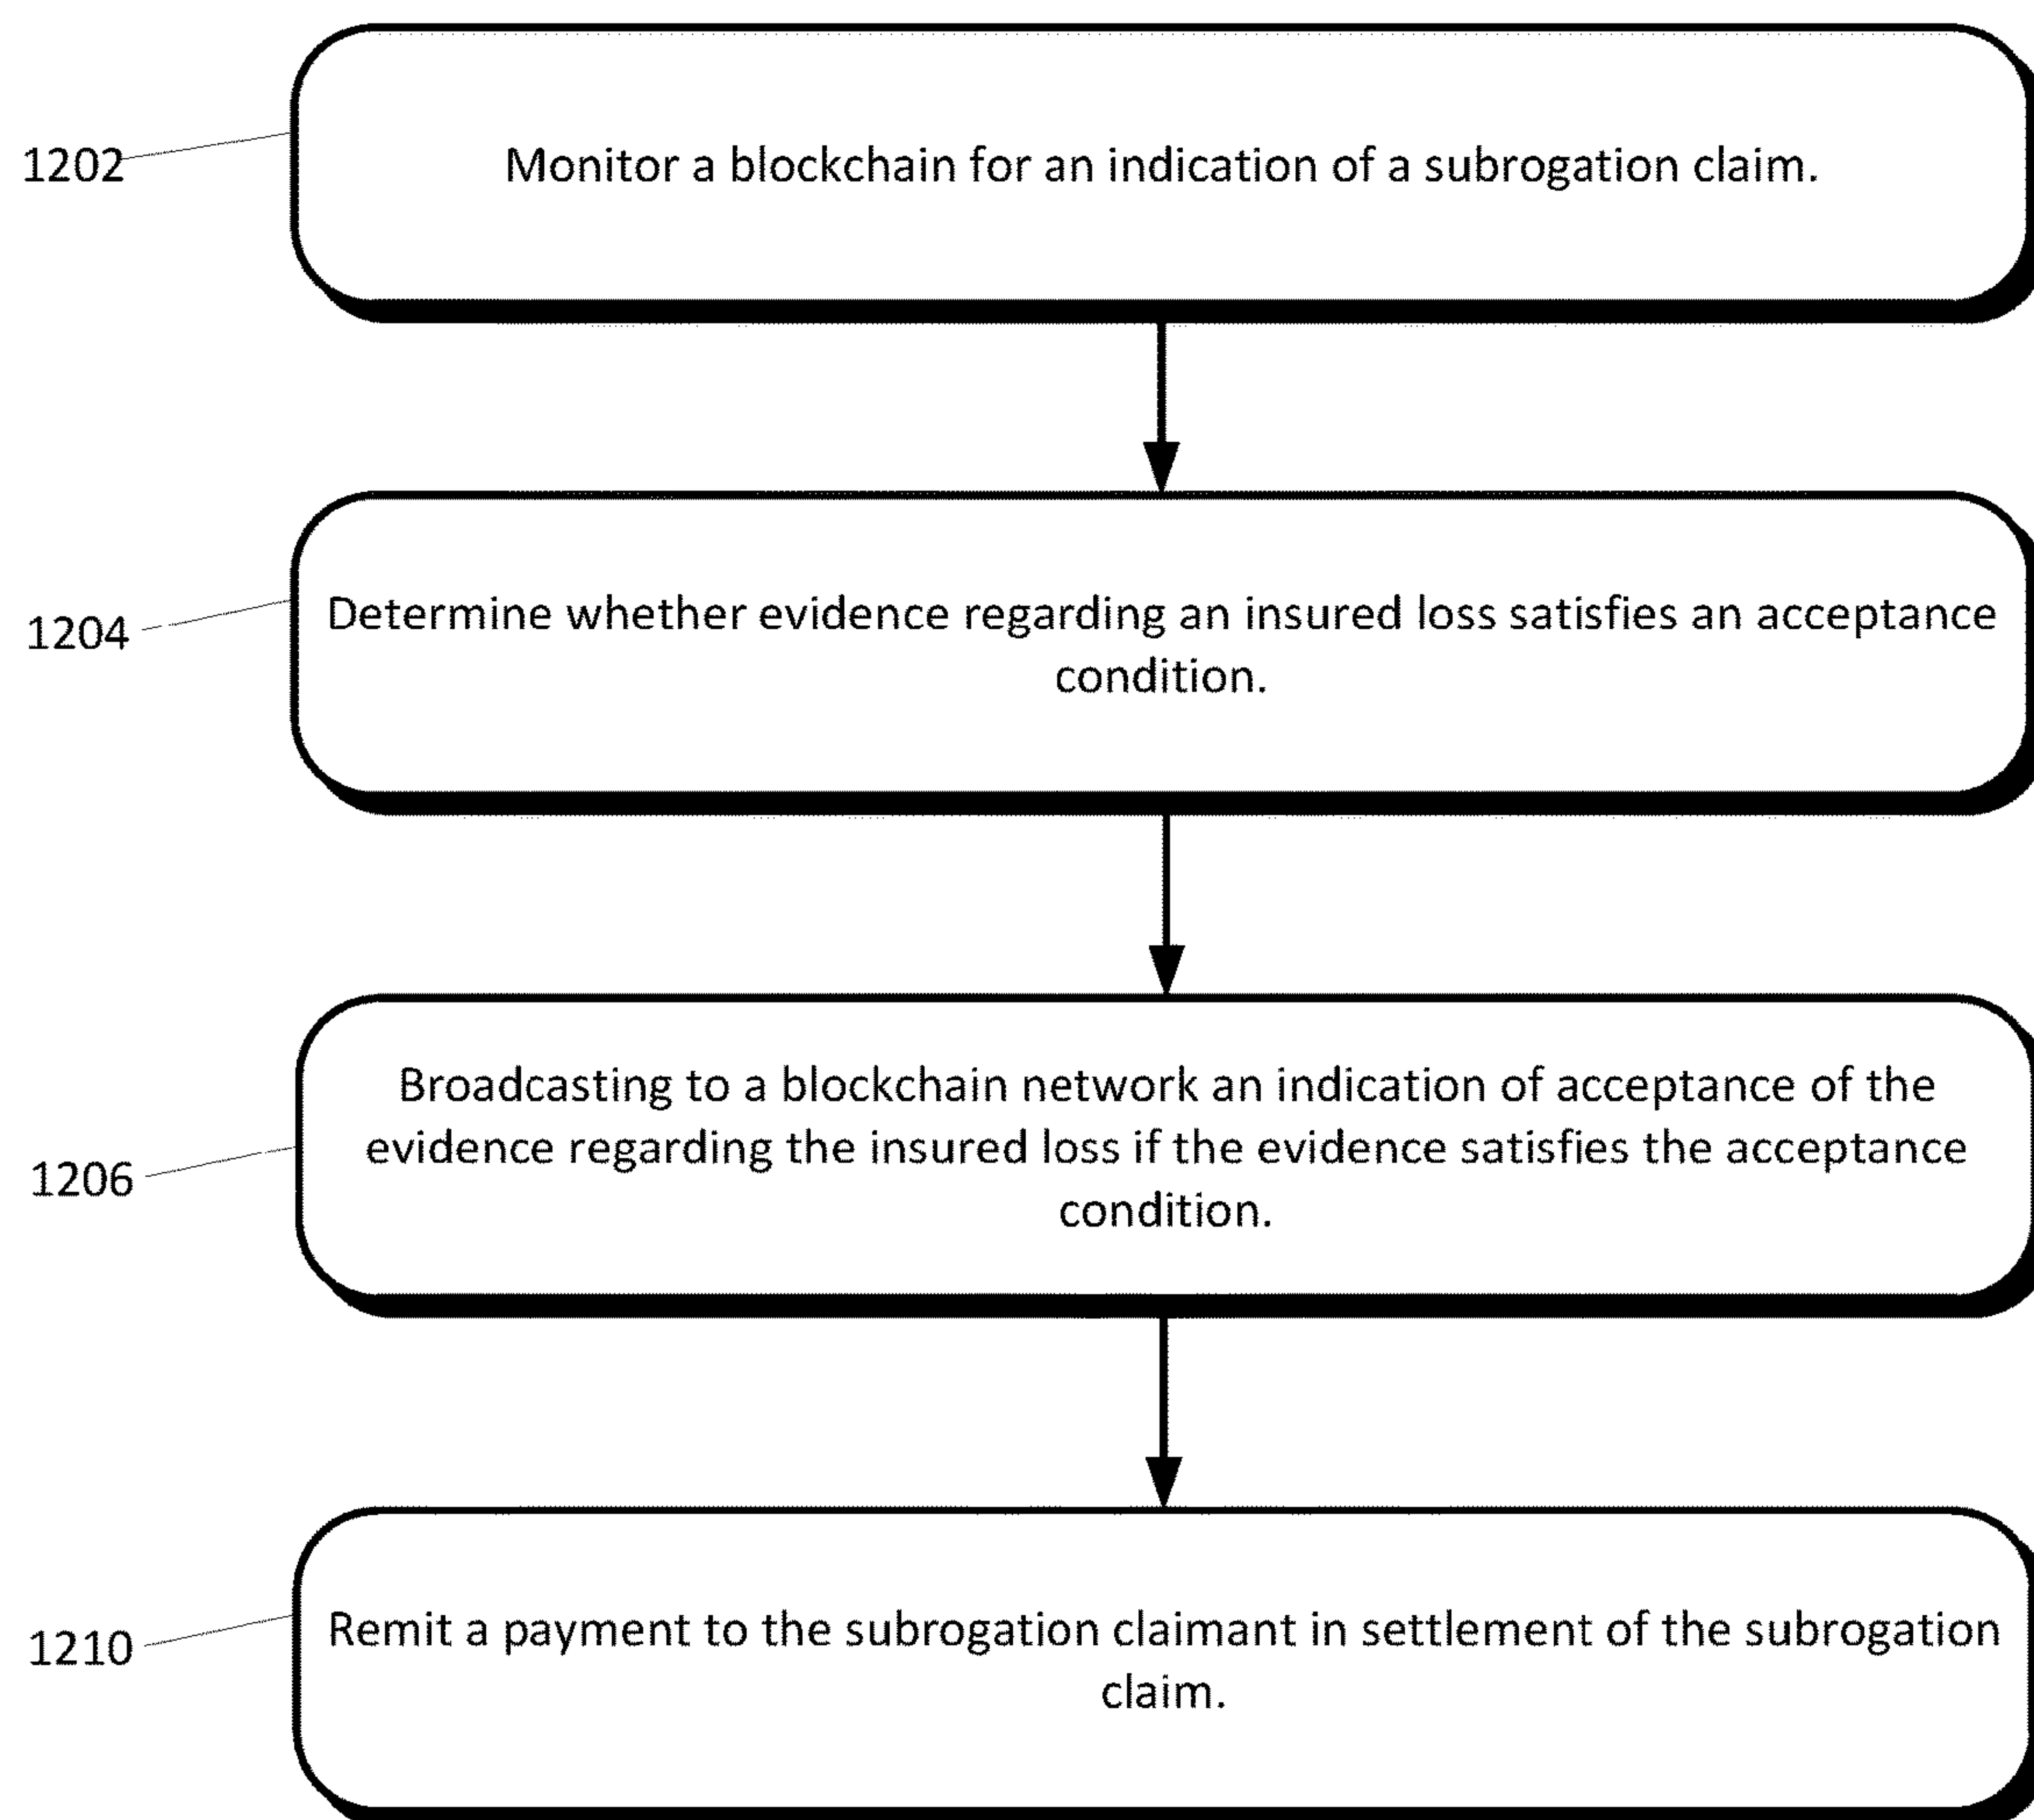 1202
Monitor a blockchain for an indication of a subrogation claim.
1204
Determine whether evidence regarding an insured loss satisfies an acceptance
condition.
1206
Broadcasting to a blockchain network an indication of acceptance of the
evidence regarding the insured loss if the evidence satisfies the acceptance
condition.
1210
Remit a payment to the subrogation claimant in settlement of the subrogation
claim.